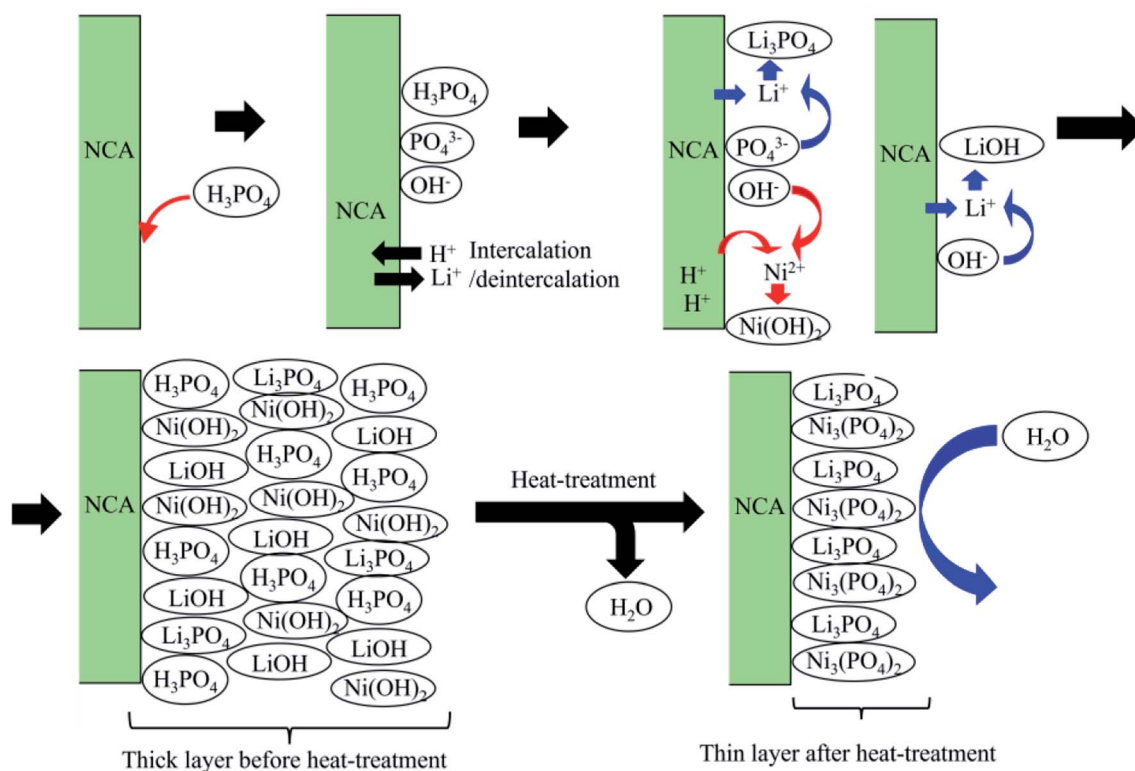 NCA
H₃PO₄
NCA
H₃PO₄
PO₄³⁻
OH⁻
H⁺ Intercalation
Li⁺ /deintercalation
NCA
Li₃PO₄
Li⁺
PO₄³⁻
OH⁻
H⁺
H⁺
Ni²⁺
Ni(OH)₂
NCA
LiOH
Li⁺
OH⁻
NCA
H₃PO₄
Ni(OH)₂
LiOH
Ni(OH)₂
H₃PO₄
LiOH
Li₃PO₄
H₃PO₄
Li₃PO₄
Ni(OH)₂
H₃PO₄
Ni(OH)₂
LiOH
H₃PO₄
Ni(OH)₂
LiOH
H₃PO₄
LiOH
H₃PO₄
Ni(OH)₂
Li₃PO₄
H₃PO₄
LiOH
Ni(OH)₂
Thick layer before heat-treatment
Heat-treatment
H₂O
NCA
Li₃PO₄
Ni₃(PO₄)₂
Li₃PO₄
Ni₃(PO₄)₂
Li₃PO₄
Ni₃(PO₄)₂
Li₃PO₄
Ni₃(PO₄)₂
H₂O
Thin layer after heat-treatment